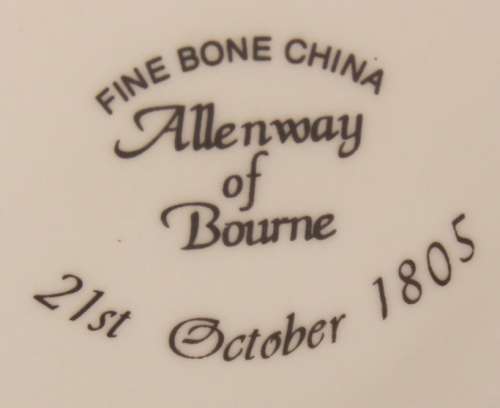 FINE BONE CHINA
Allenway
of
Bourne
21st October 1805